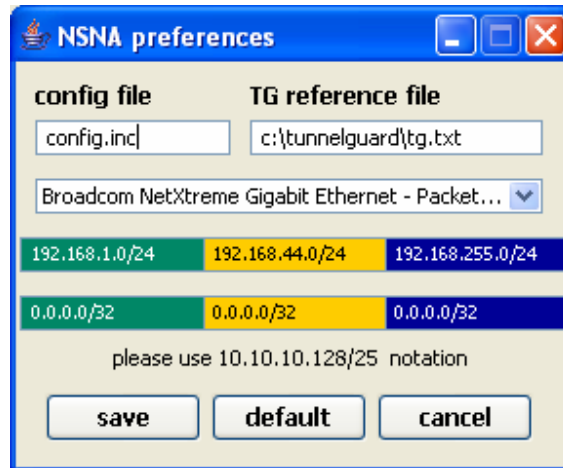 NSNA preferences
config file TG reference file
config.inc c:\tunnelguard\tg.txt
Broadcom NetXtreme Gigabit Ethernet - Packet...
192.168.1.0/24 192.168.44.0/24 192.168.255.0/24
0.0.0.0/32 0.0.0.0/32 0.0.0.0/32
please use 10.10.10.128/25 notation
save default cancel